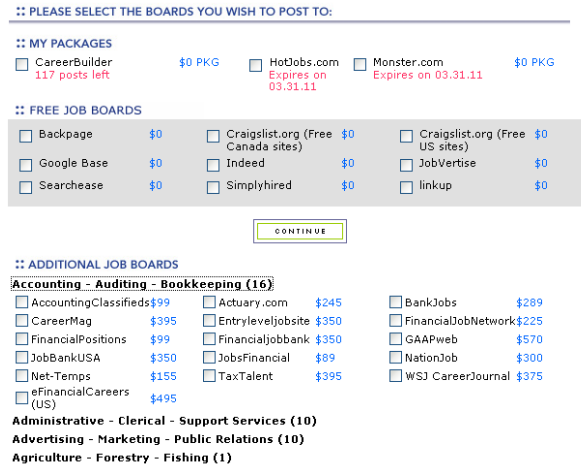 :: PLEASE SELECT THE BOARDS YOU WISH TO POST TO:
:: MY PACKAGES
CareerBuilder $0 PKG HotJobs.com Monster.com $0 PKG
117 posts left Expires on Expires on 03.31.11
03.31.11
:: FREE JOB BOARDS
Backpage $0 Craigslist.org (Free $0 Craigslist.org (Free $0
Canada sites) US sites)
Google Base $0 Indeed $0 JobVertise $0
Searchease $0 Simplyhired $0 linkup $0
CONTINUE
:: ADDITIONAL JOB BOARDS
Accounting - Auditing - Bookkeeping (16)
AccountingClassifieds $99 Actuary.com $245 BankJobs $289
CareerMag $395 Entryleveljobsite $350 FinancialJobNetwork $225
FinancialPositions $99 Financialjobbank $350 GAAPweb $570
JobBankUSA $350 JobsFinancial $89 NationJob $300
Net-Temps $155 TaxTalent $395 WSJ CareerJournal $375
eFinancialCareers $495
(US)
Administrative - Clerical - Support Services (10)
Advertising - Marketing - Public Relations (10)
Agriculture - Forestry - Fishing (1)